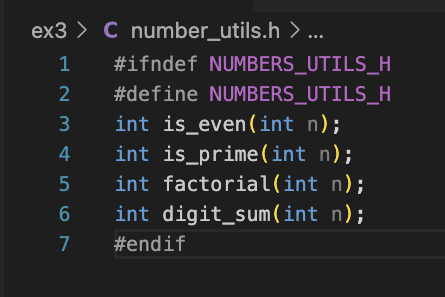 ex3 > C number_utils.h > ...
1 #ifndef NUMBERS_UTILS_H
2 #define NUMBERS_UTILS_H
3 int is_even(int n);
4 int is_prime(int n);
5 int factorial(int n);
6 int digit_sum(int n);
7 #endif